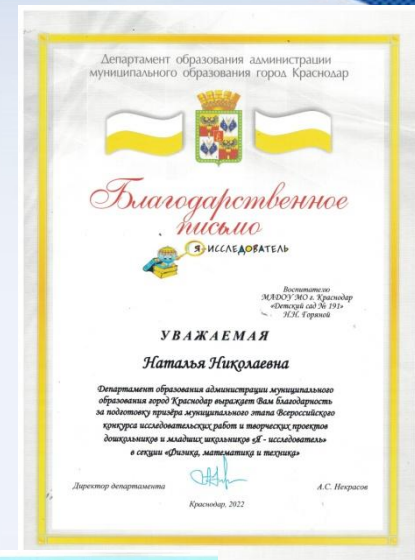 Департамент образования администрации
муниципального образования город Краснодар
Благодарственное
письмо
Я-ИССЛЕДОВАТЕЛЬ
Воспитателю
МАДОУ МО г. Краснодар
«Детский сад № 191»
Н.Н. Горяной
УВАЖАЕМАЯ
Наталья Николаевна
Департамент образования администрации муниципального
образования город Краснодар выражает Вам благодарность
за подготовку призёра муниципального этапа Всероссийского
конкурса исследовательских работ и творческих проектов
дошкольников и младших школьников «Я - исследователь»
в секции «Физика, математика и техника»
Директор департамента А.С. Некрасов
Краснодар, 2022